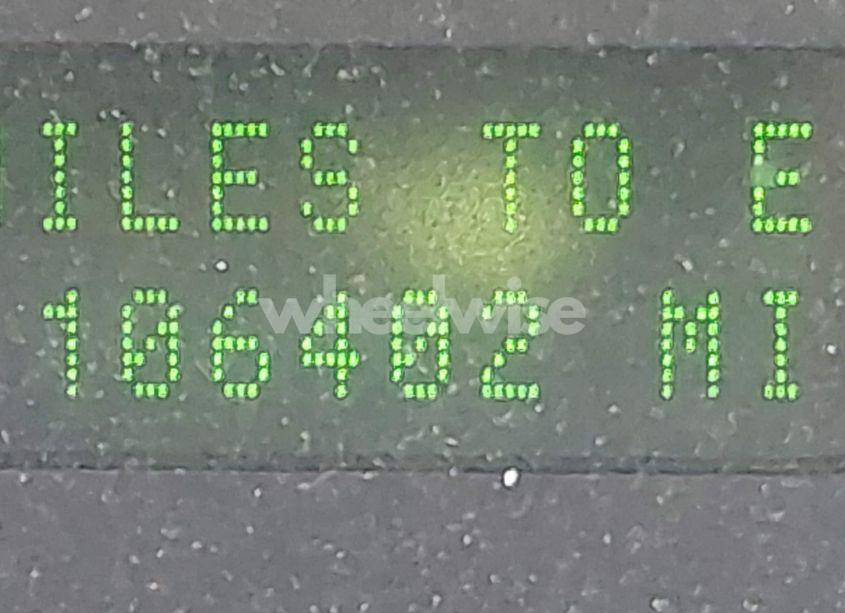 ILES TO E
106402 MI
wheelwise